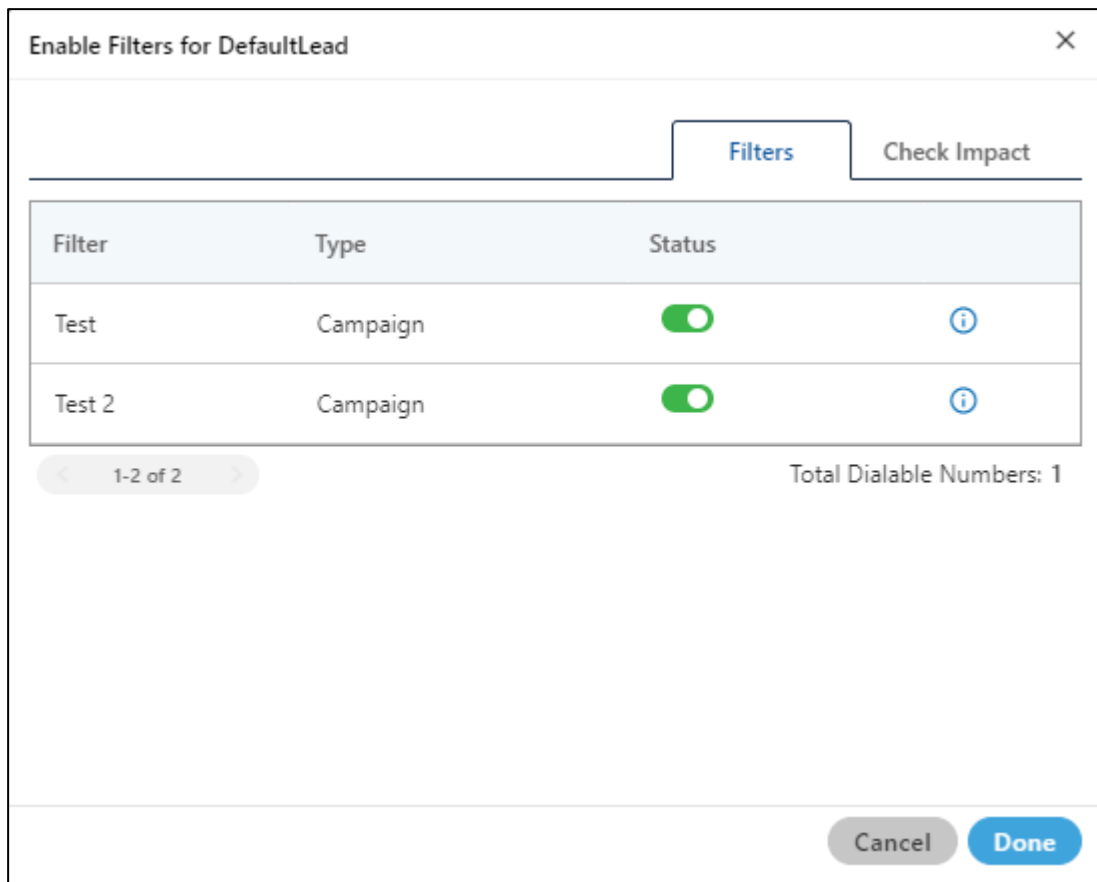 Enable Filters for DefaultLead
Filters Check Impact
Filter Type Status
Test Campaign
Test 2 Campaign
1-2 of 2 Total Dialable Numbers: 1
Cancel Done